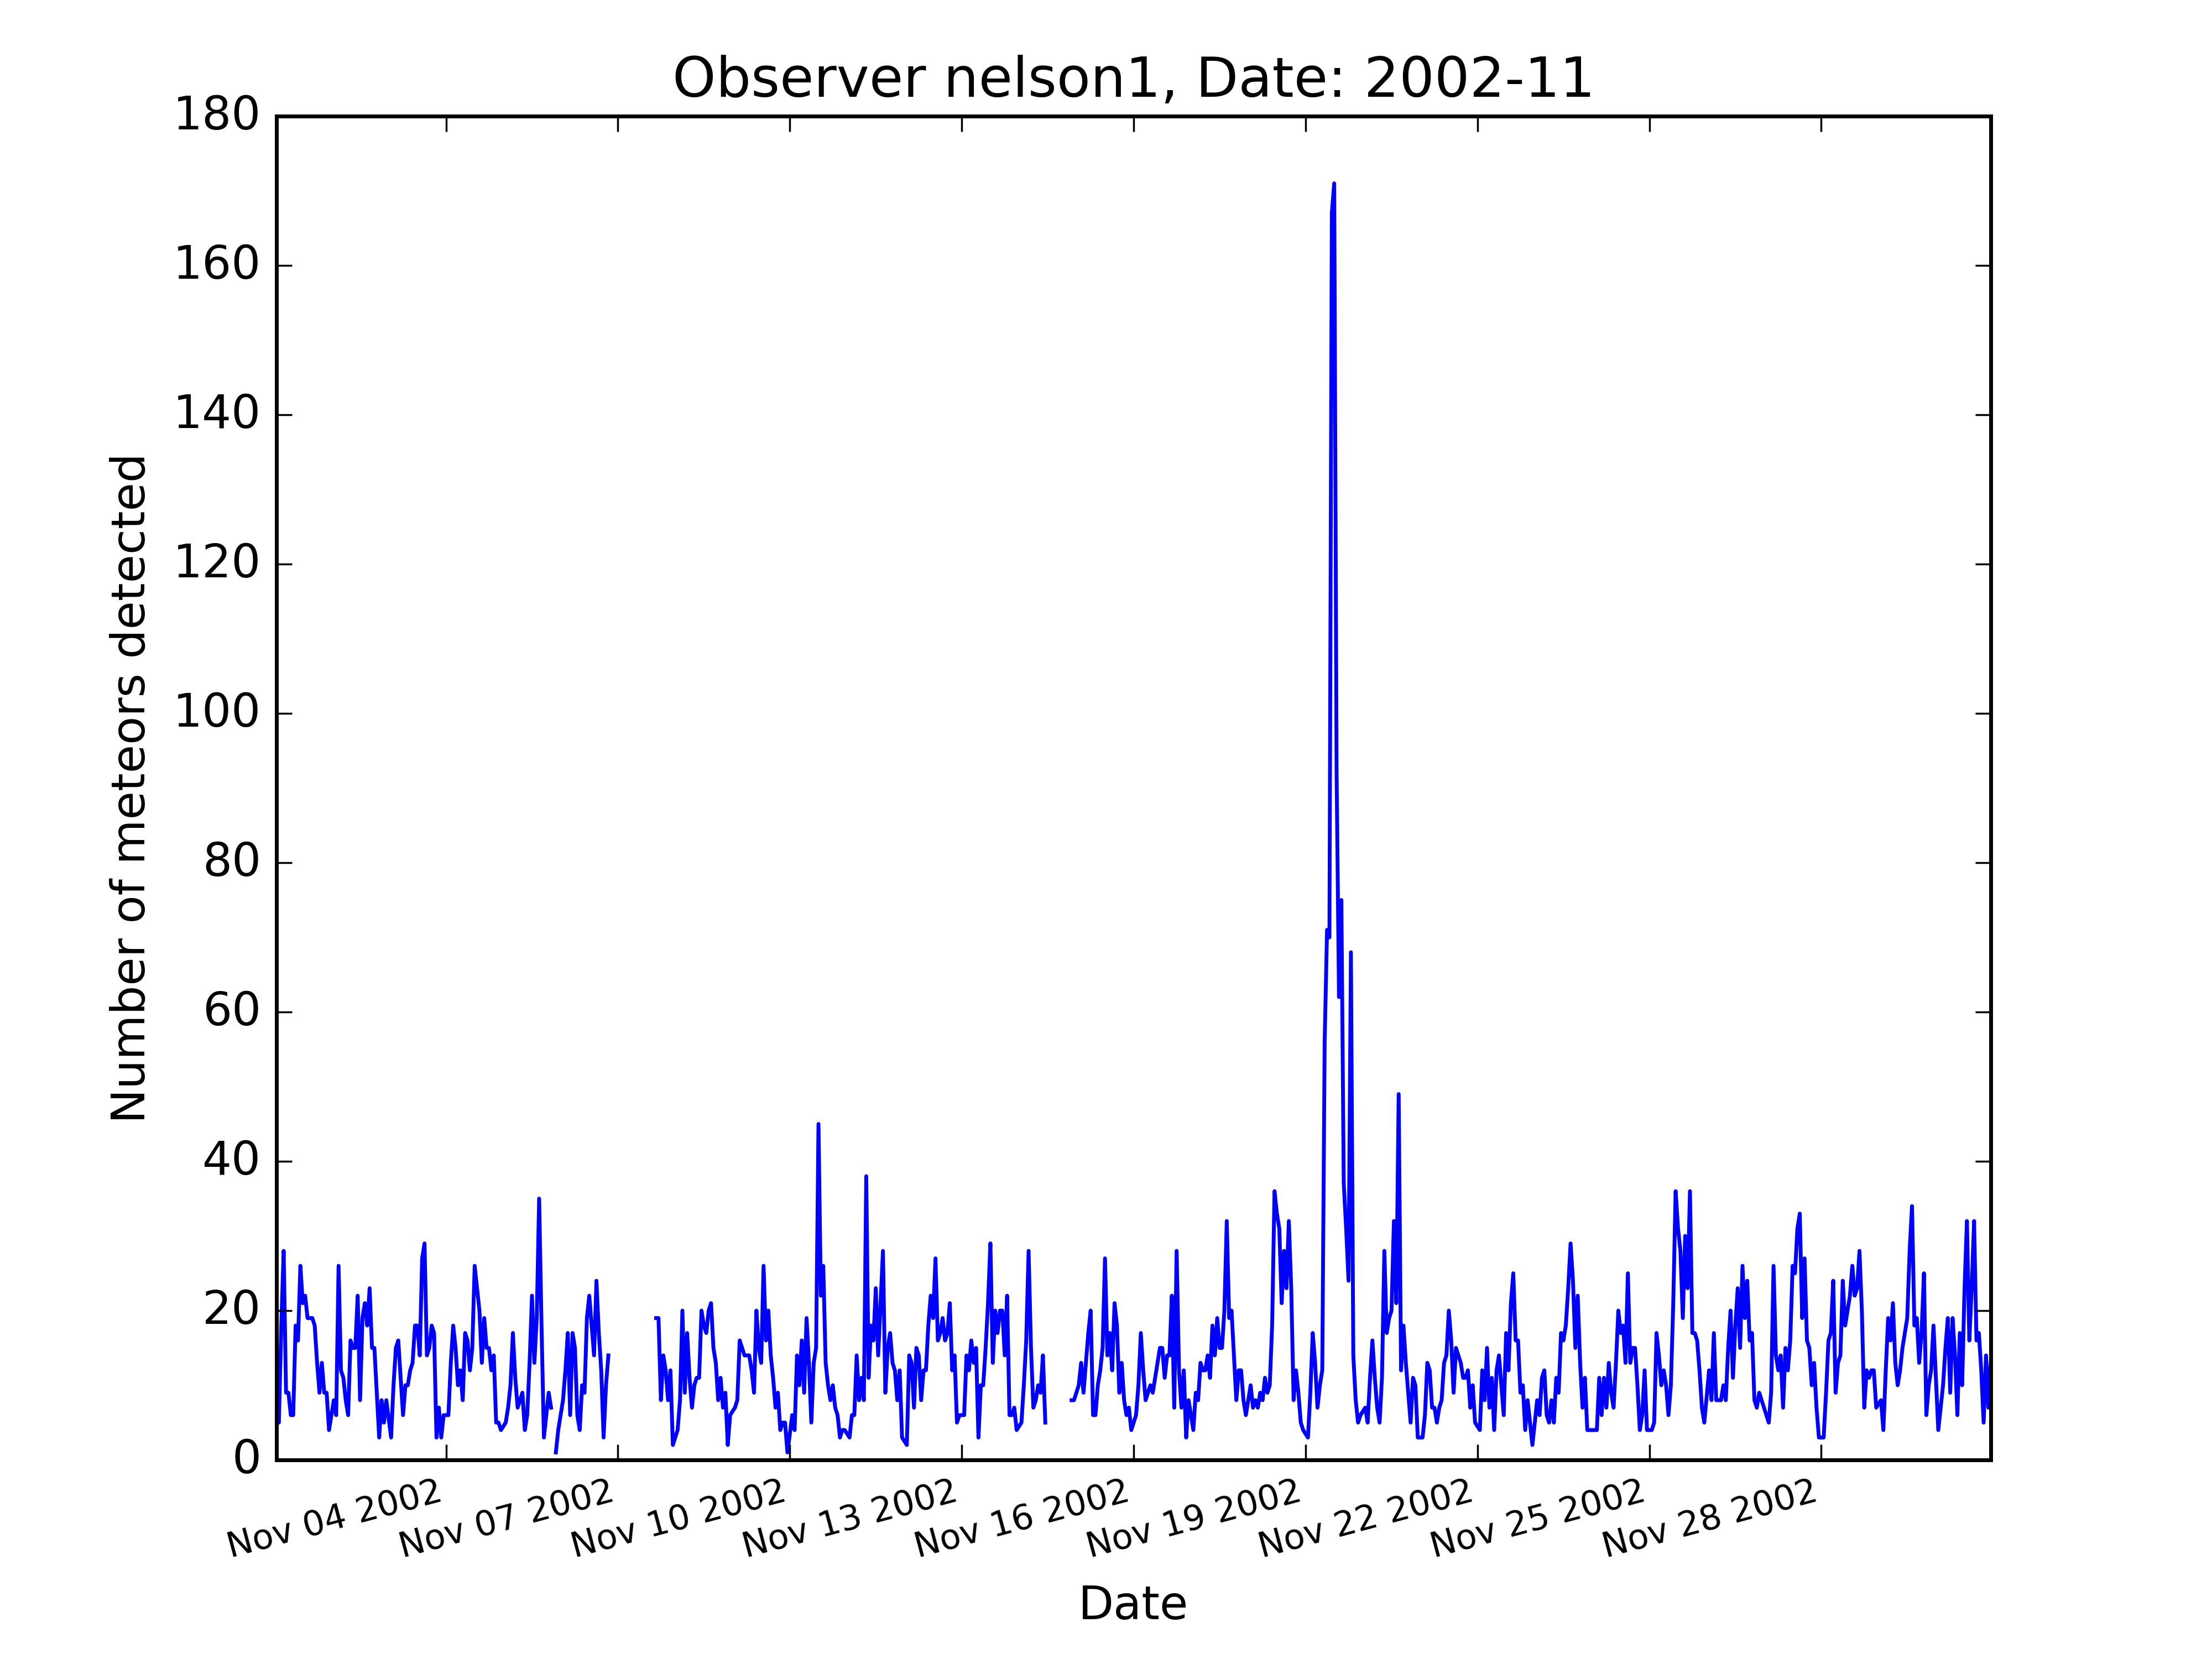 Observer nelson1, Date: 2002-11
180
160
140
120
100
80
60
40
20
0
Number of meteors detected
Nov 04 2002
Nov 07 2002
Nov 10 2002
Nov 13 2002
Nov 16 2002
Nov 19 2002
Nov 22 2002
Nov 25 2002
Nov 28 2002
Date